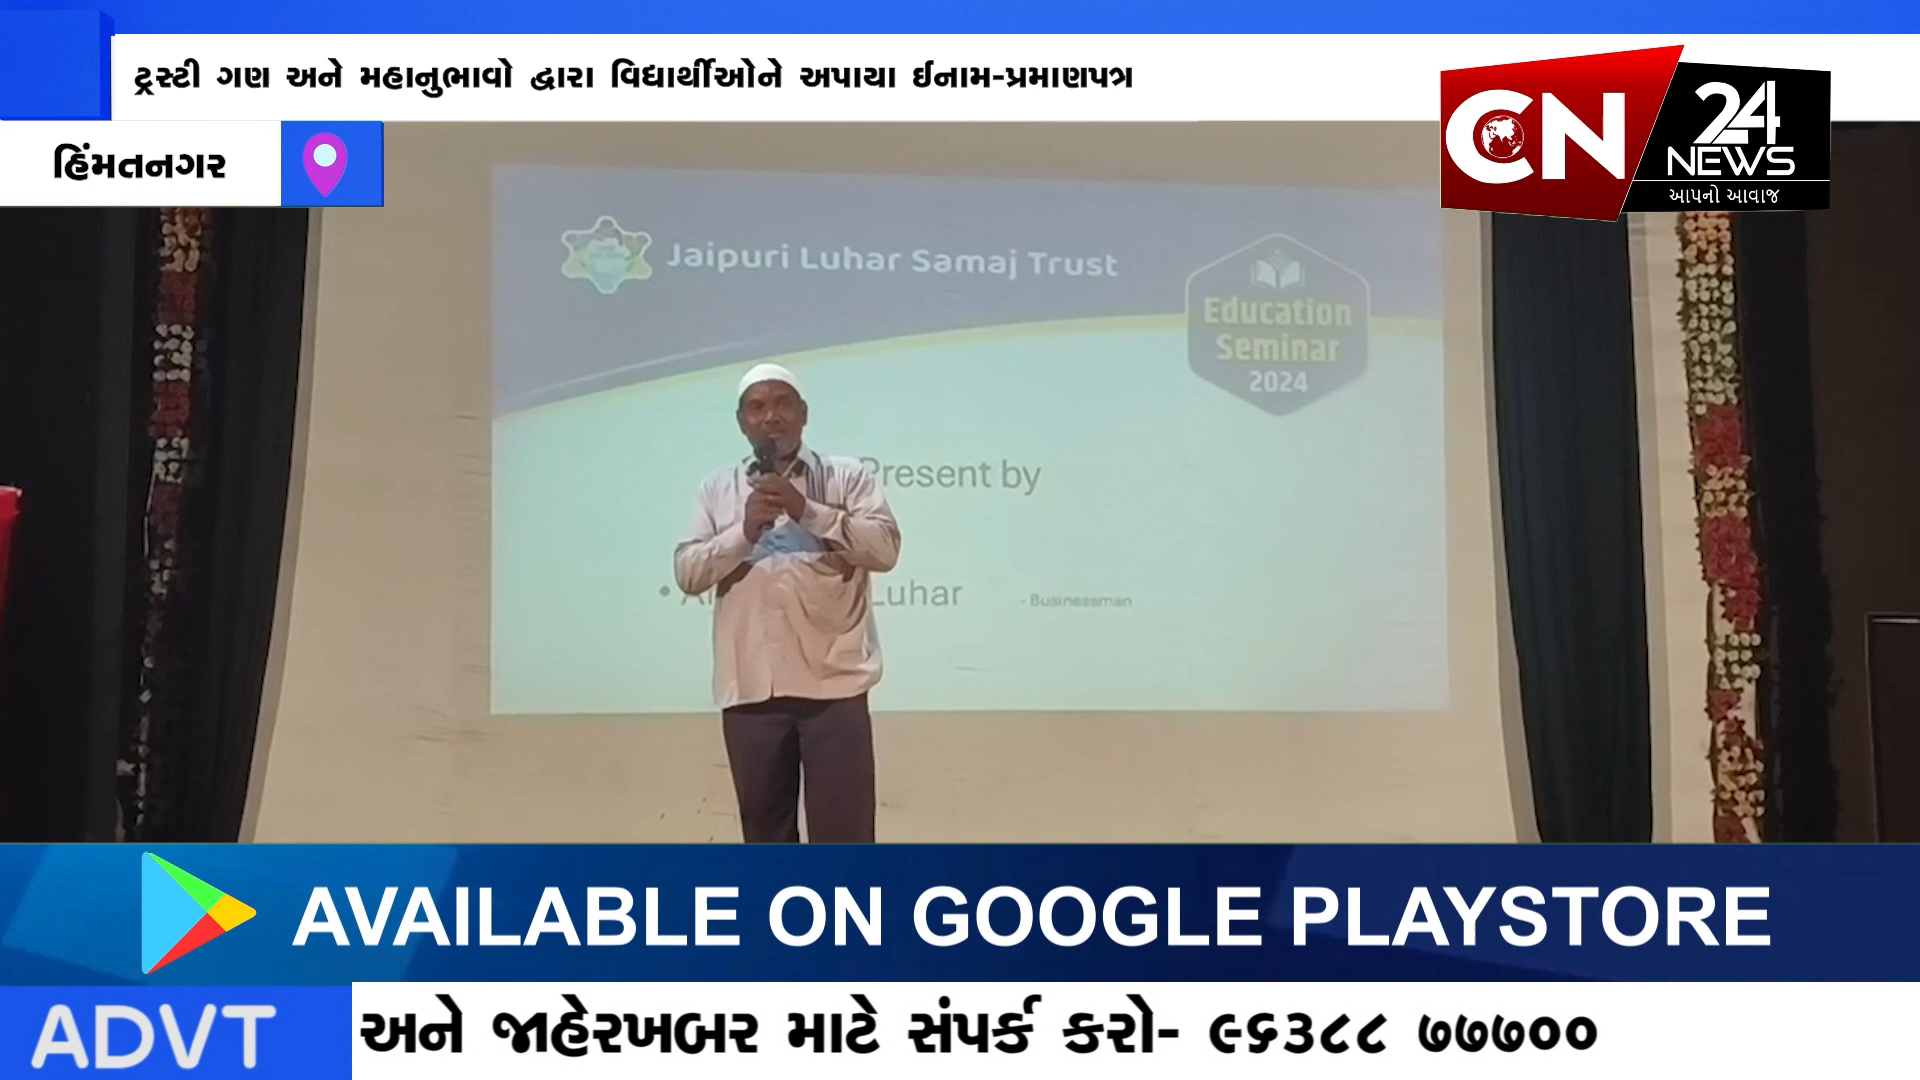 ટ્રસ્ટી ગણ અને મહાનુભાવો દ્વારા વિદ્યાર્થીઓને અપાયા ઈનામ-પ્રમાણપત્ર
હિંમતનગર
CN
24
NEWS
આપનો આવાજ
Jaipuri Luhar Samaj Trust
Education
Seminar
2024
Present by
Luhar - Businessman
AVAILABLE ON GOOGLE PLAYSTORE
ADVT
અને જાહેરખબર માટે સંપર્ક કરો- ૯૬૩૮૮ ૭૭૭૦૦